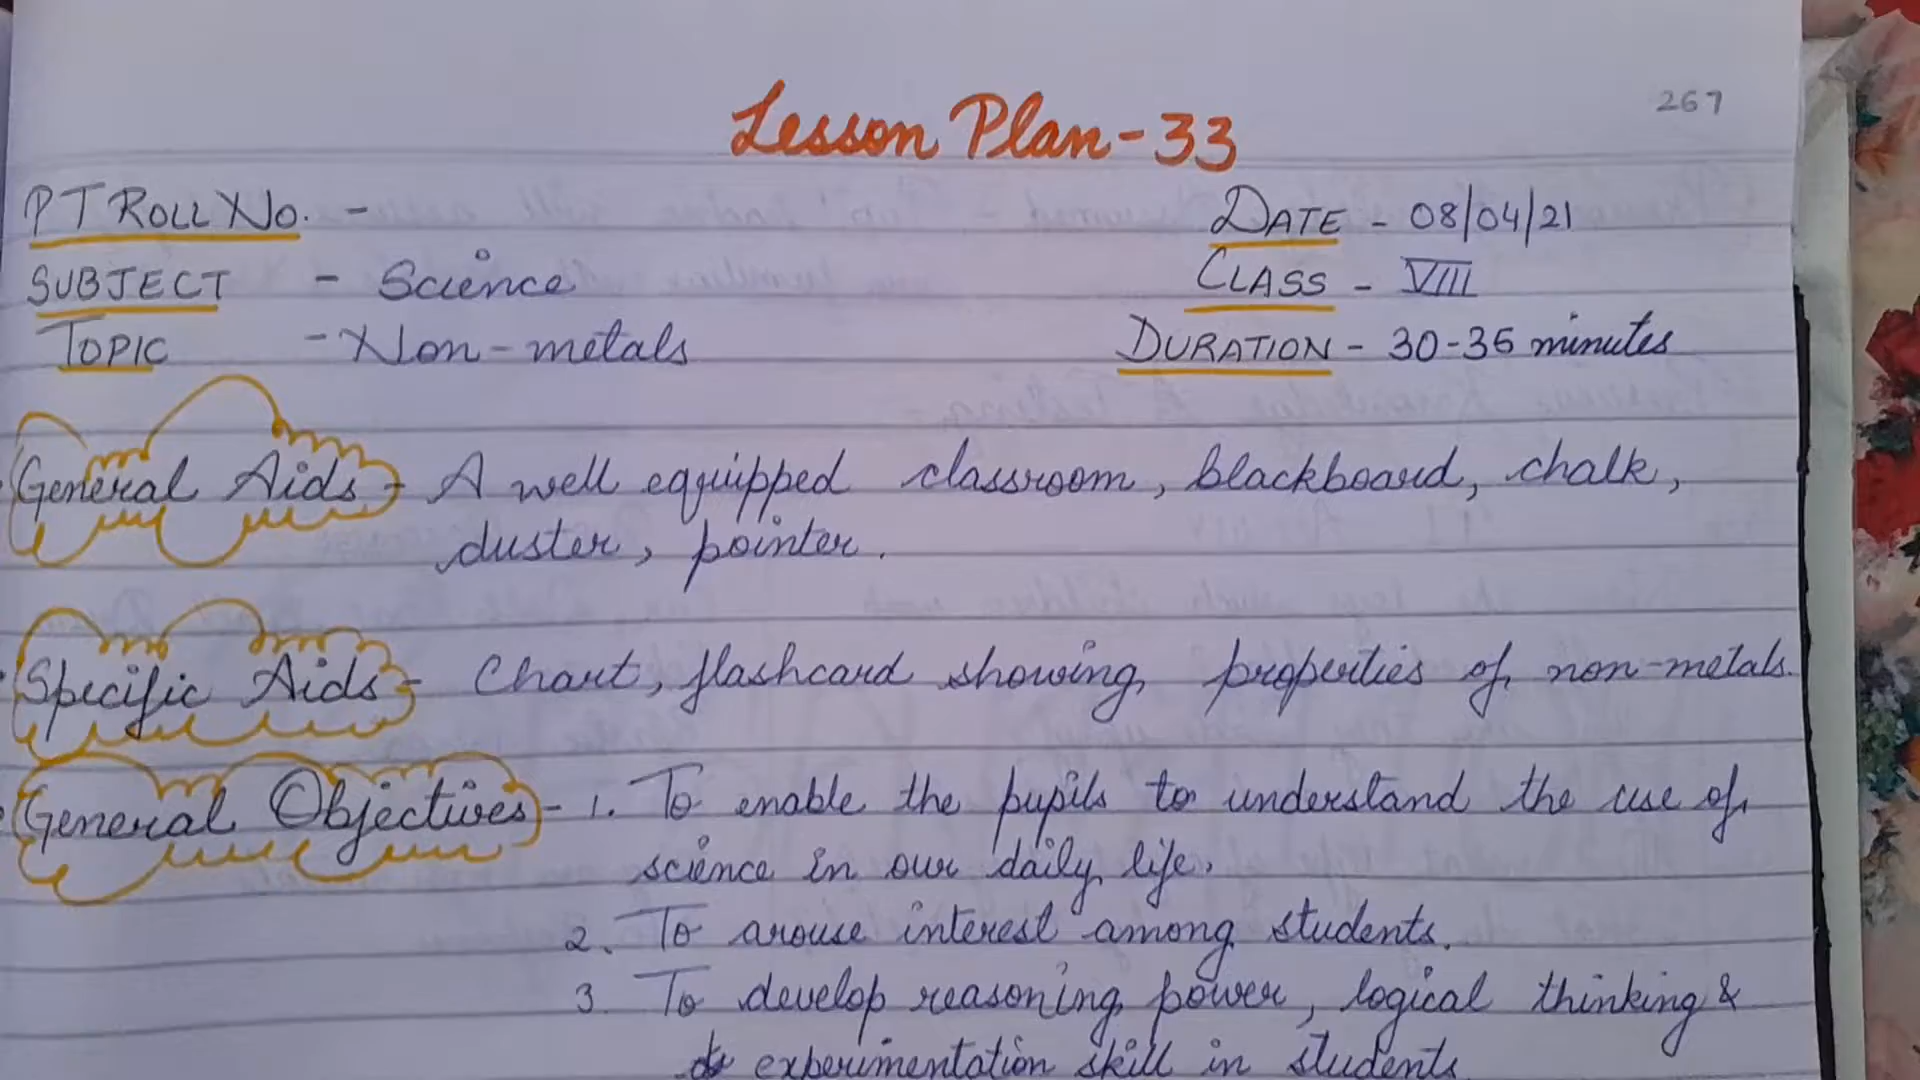 267
Lesson Plan-33
PT ROLL NO. -
DATE - 08/04/21
SUBJECT - Science
CLASS - VIII
TOPIC - Non-metals
DURATION - 30-35 minutes
General Aids - A well equipped classroom, blackboard, chalk,
duster, pointer.
Specific Aids - Chart, flashcard showing properties of non-metals.
General Objectives - 1. To enable the pupils to understand the use of
science in our daily life.
2. To arouse interest among students.
3. To develop reasoning power, logical thinking &
experimentation skill in students